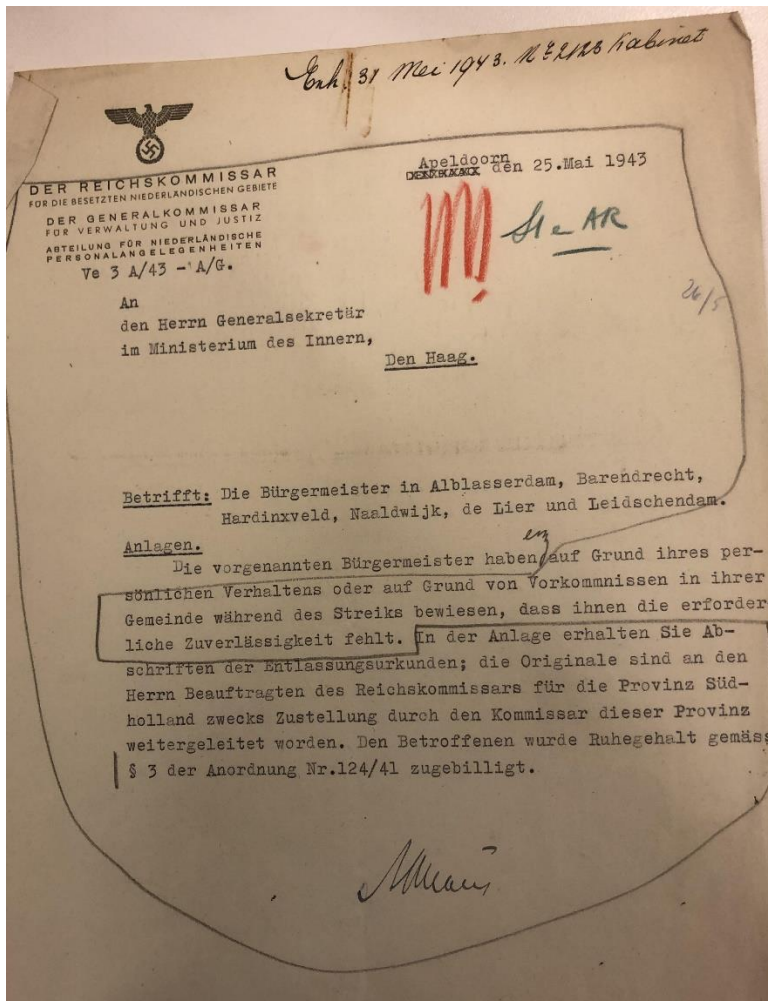 Enh. 31 Mei 1943. No 2123 Kabinet
DER REICHSKOMMISSAR
FÜR DIE BESETZTEN NIEDERLÄNDISCHEN GEBIETE
DER GENERALKOMMISSAR
FÜR VERWALTUNG UND JUSTIZ
ABTEILUNG FÜR NIEDERLÄNDISCHE
PERSONALANGELEGENHEITEN
Ve 3 A/43 - A/G.
Apeldoorn
den 25.Mai 1943
AR
26/5
An
den Herrn Generalsekretär
im Ministerium des Innern,
Den Haag.
Betrifft: Die Bürgermeister in Alblasserdam, Barendrecht,
Hardinxveld, Naaldwijk, de Lier und Leidschendam.
Anlagen.
Die vorgenannten Bürgermeister haben auf Grund ihres per-
sönlichen Verhaltens oder auf Grund von Vorkommnissen in ihrer
Gemeinde während des Streiks bewiesen, dass ihnen die erforder
liche Zuverlässigkeit fehlt. In der Anlage erhalten Sie Ab-
schriften der Entlassungsurkunden; die Originale sind an den
Herrn Beauftragten des Reichskommissars für die Provinz Süd-
holland zwecks Zustellung durch den Kommissar dieser Provinz
weitergeleitet worden. Den Betroffenen wurde Ruhegehalt gemäss
§ 3 der Anordnung Nr.124/41 zugebilligt.